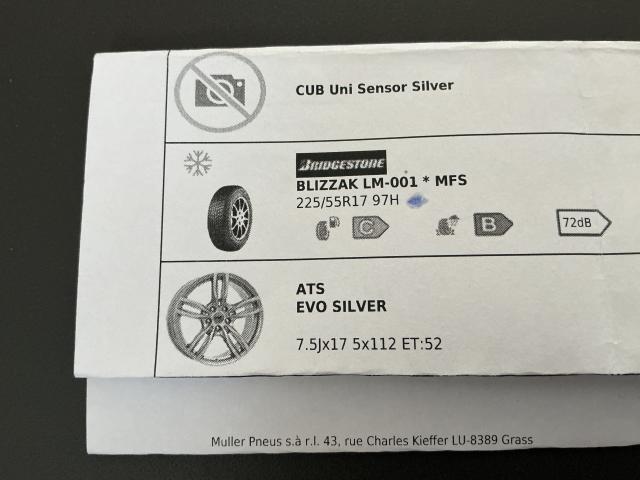 CUB Uni Sensor Silver
BRIDGESTONE
BLIZZAK LM-001 * MFS
225/55R17 97H
C B 72dB
ATS
EVO SILVER
7.5Jx17 5x112 ET:52
Muller Pneus s.à r.l. 43, rue Charles Kieffer LU-8389 Grass